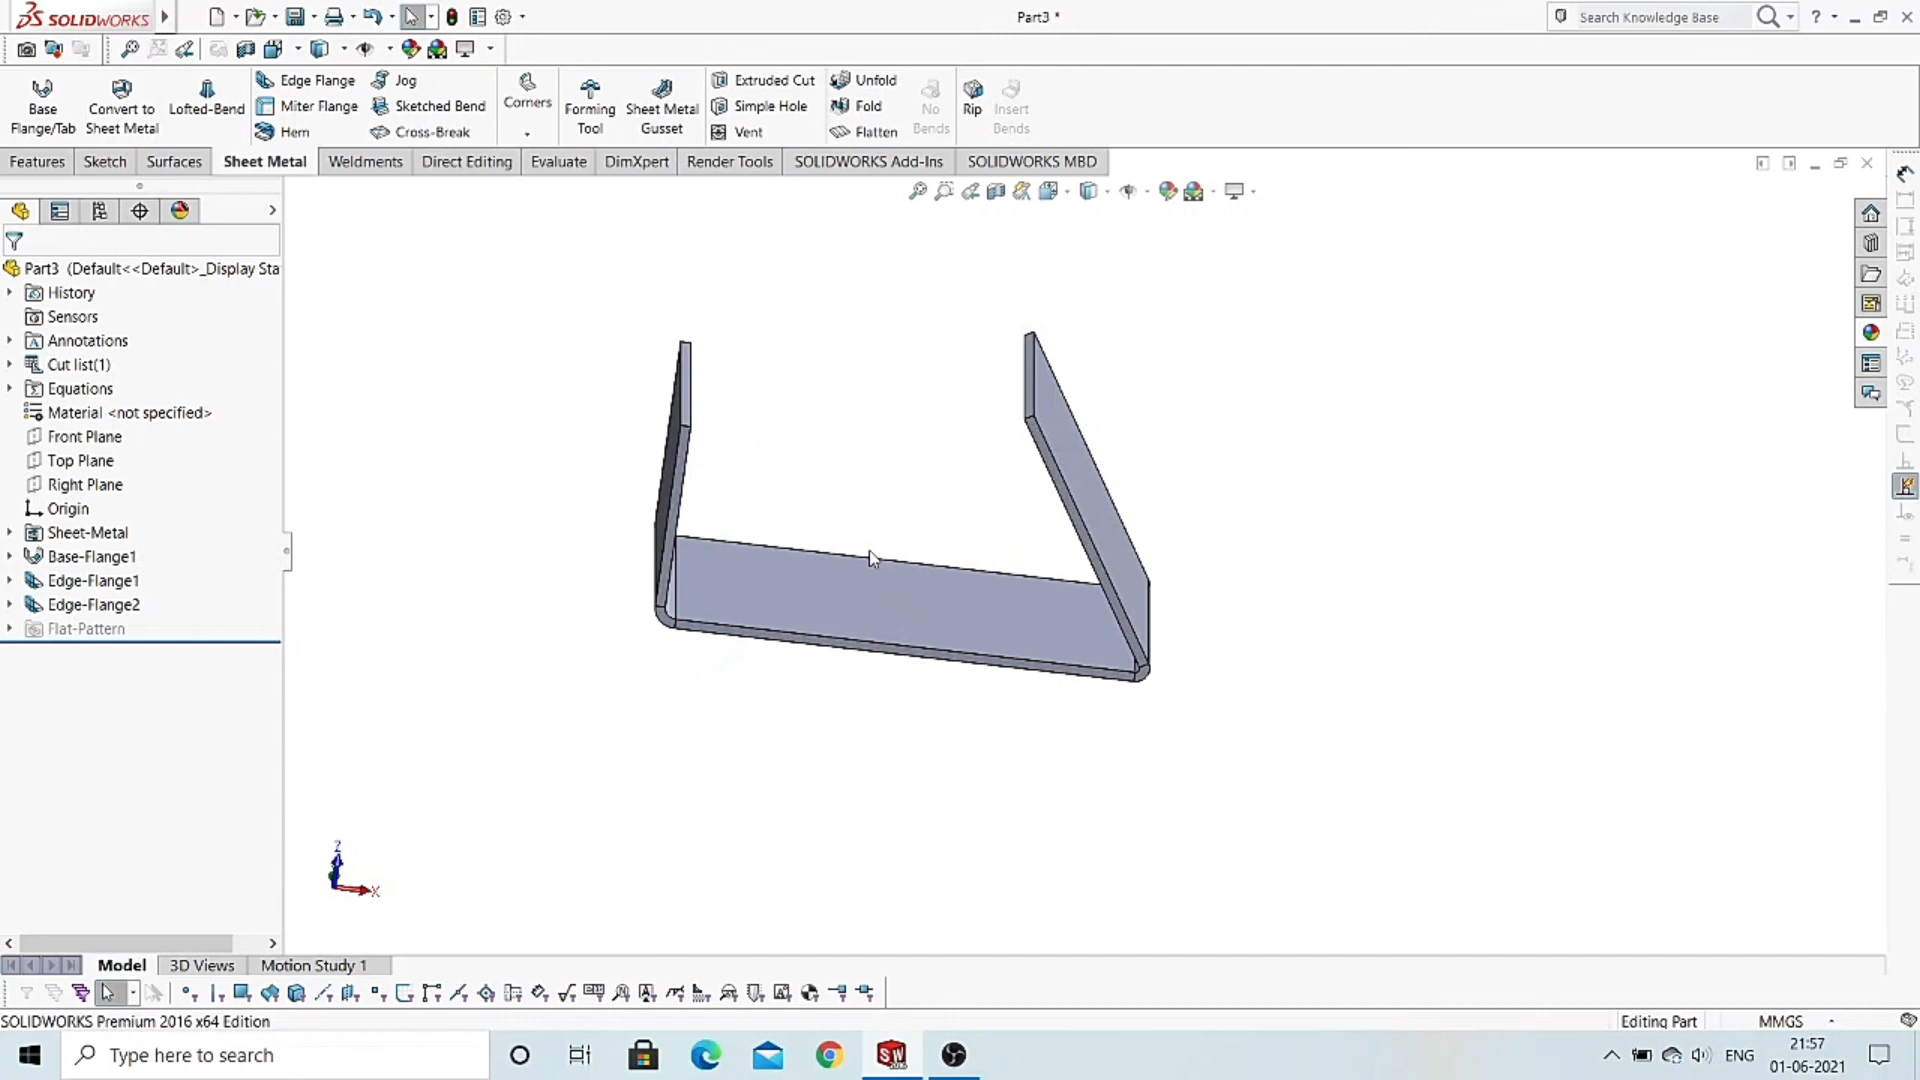 SOLIDWORKS
Part3 *
Search Knowledge Base
?
Base Flange/Tab
Convert to Sheet Metal
Lofted-Bend
Edge Flange
Miter Flange
Hem
Jog
Sketched Bend
Cross-Break
Corners
Forming Tool
Sheet Metal Gusset
Extruded Cut
Simple Hole
Vent
Unfold
Fold
Flatten
No Bends
Rip
Insert Bends
Features
Sketch
Surfaces
Sheet Metal
Weldments
Direct Editing
Evaluate
DimXpert
Render Tools
SOLIDWORKS Add-Ins
SOLIDWORKS MBD
Part3 (Default<<Default>_Display Sta
History
Sensors
Annotations
Cut list(1)
Equations
Material <not specified>
Front Plane
Top Plane
Right Plane
Origin
Sheet-Metal
Base-Flange1
Edge-Flange1
Edge-Flange2
Flat-Pattern
Z
X
Model
3D Views
Motion Study 1
SOLIDWORKS Premium 2016 x64 Edition
Editing Part
MMGS
Type here to search
ENG
21:57
01-06-2021